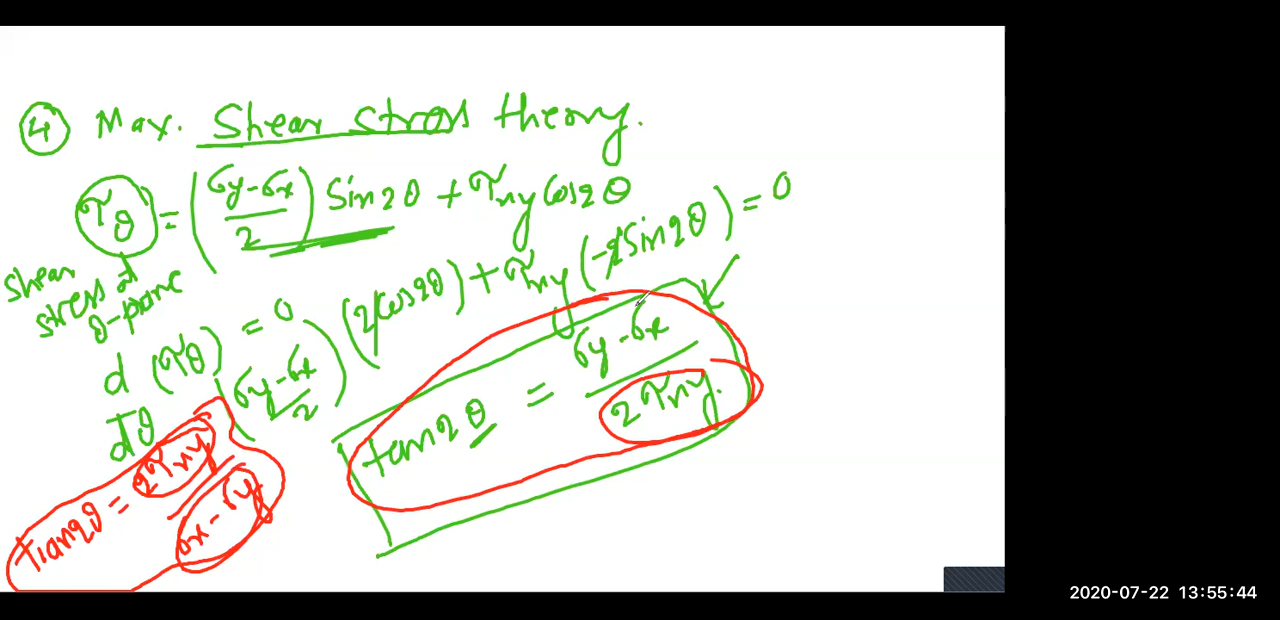 ④ Max. Shear stress theory.
τθ = (σy-σx / 2) Sin2θ + τxy Cos2θ
Shear stress at θ-plane
d/dθ (τθ) = 0
(σy-σx / 2) (2Cos2θ) + τxy (-2Sin2θ) = 0
tan2θ = σy-σx / 2τxy.
tan2θ = 2τxy / σx-σy
2020-07-22 13:55:44